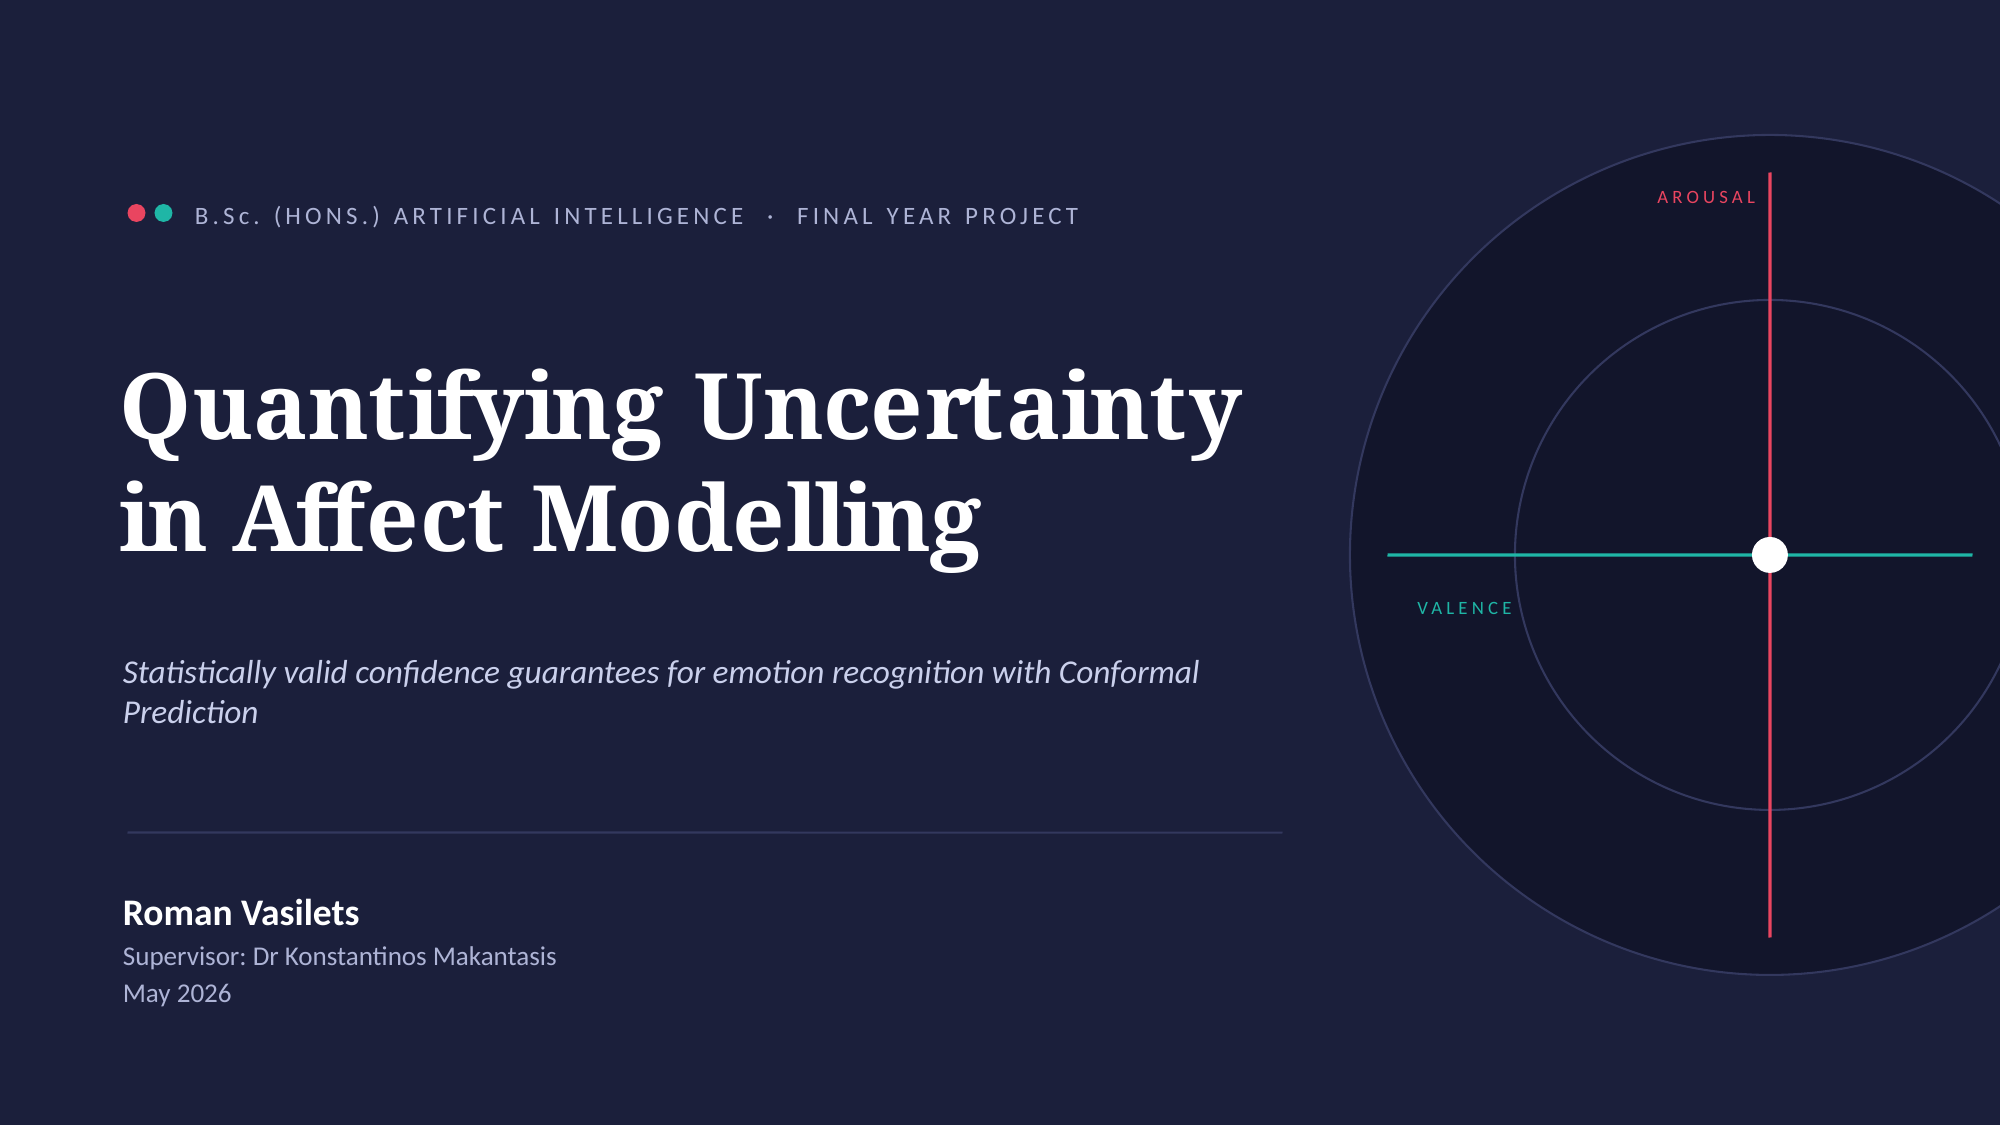 B.Sc. (HONS.) ARTIFICIAL INTELLIGENCE · FINAL YEAR PROJECT
Quantifying Uncertainty
in Affect Modelling
Statistically valid confidence guarantees for emotion recognition with Conformal
Prediction
Roman Vasilets
Supervisor: Dr Konstantinos Makantasis
May 2026
AROUSAL
VALENCE